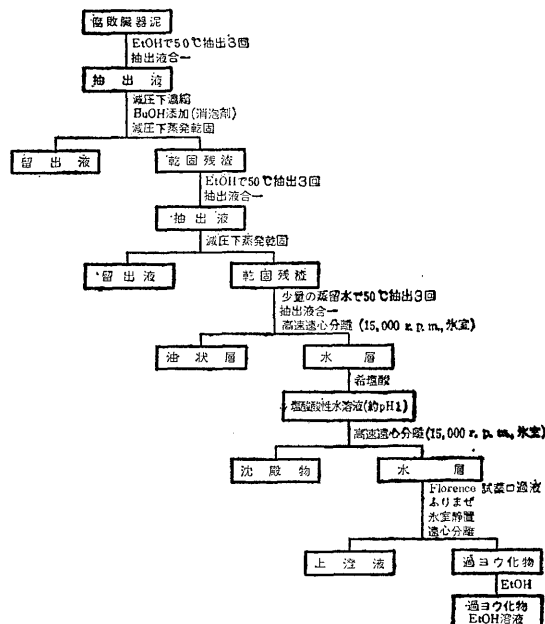 腐敗臓器泥
EtOHで50℃抽出3回
抽出液合一
抽出液
減圧下濃縮
BuOH添加(消泡剤)
減圧下蒸発乾固
留出液
乾固残渣
EtOHで50℃抽出3回
抽出液合一
抽出液
減圧下蒸発乾固
留出液
乾固残渣
少量の蒸留水で50℃抽出3回
抽出液合一
高速遠心分離 (15,000 r. p. m., 氷室)
油状層
水層
希塩酸
塩酸酸性水溶液(約pH1)
高速遠心分離(15,000 r. p. m., 氷室)
沈殿物
水層
Florence 試薬口過液
ふりまぜ
氷室静置
遠心分離
上澄液
過ヨウ化物
EtOH
過ヨウ化物
EtOH溶液